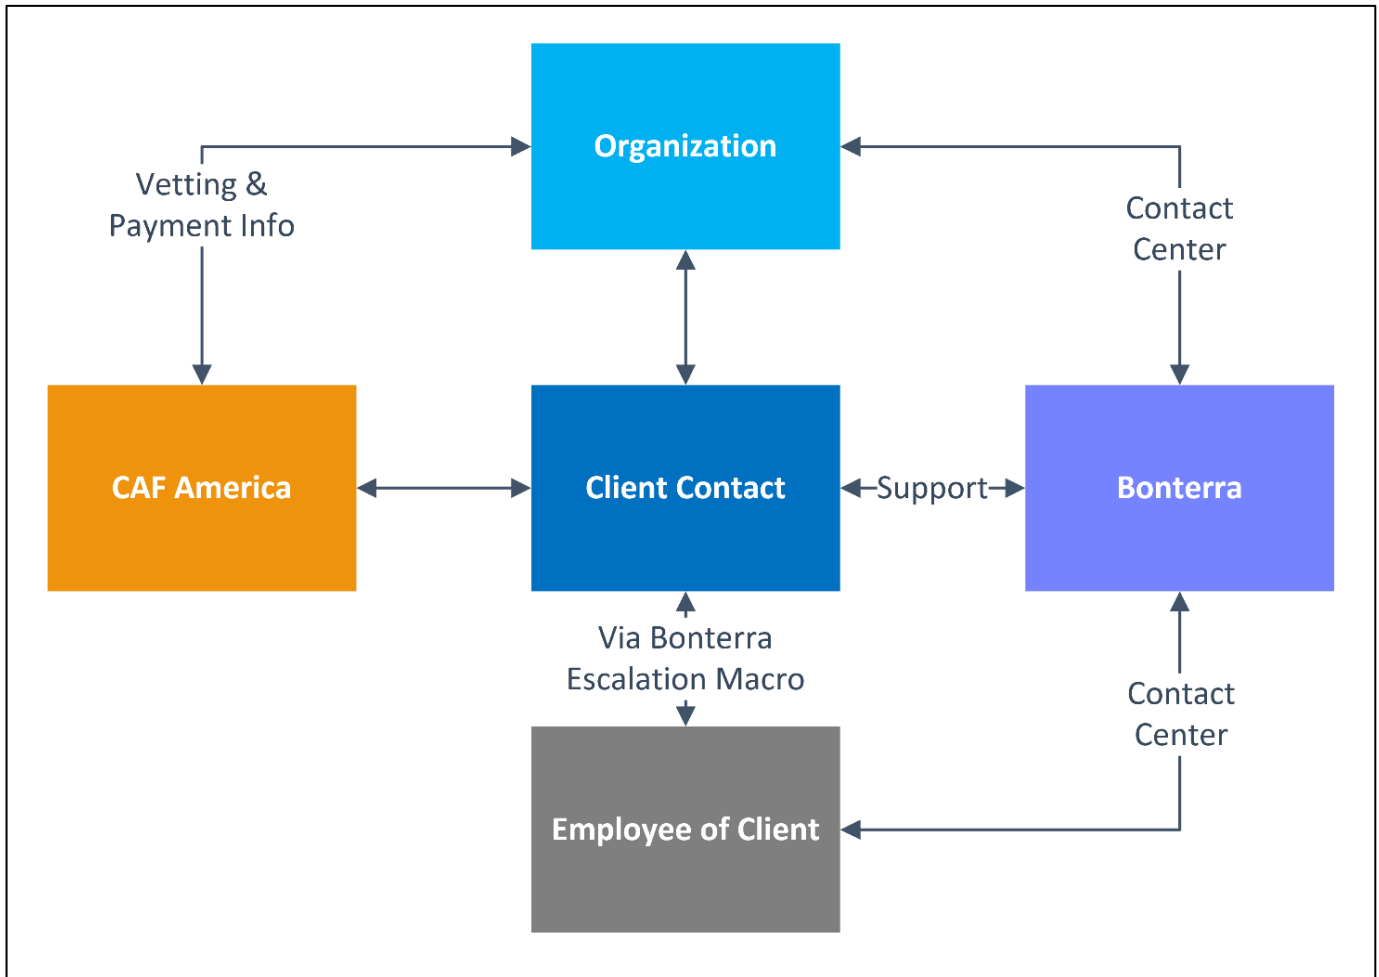 Organization
Vetting &
Payment Info
Contact
Center
CAF America
Client Contact
Support
Bonterra
Via Bonterra
Escalation Macro
Contact
Center
Employee of Client